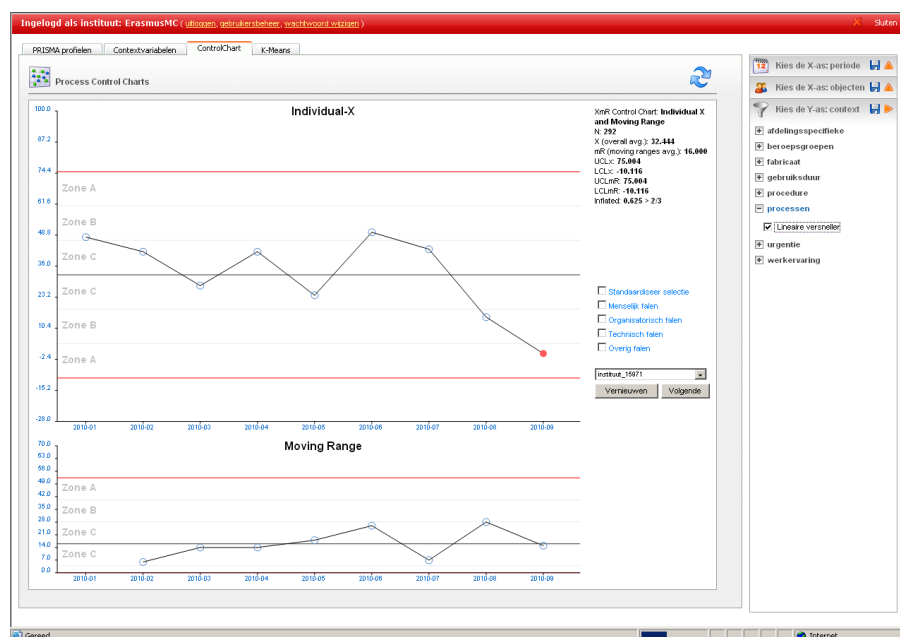 Ingelogd als instituut: ErasmusMC ( uitloggen, gebruikersbeheer, wachtwoord wijzigen )
X Sluiten
PRISMA profielen Contextvariabelen ControlChart K-Means
Process Control Charts
Individual-X
100.0
87.2
74.4
61.6
48.8
35.0
23.2
10.4
-2.4
-15.2
-28.0
Zone A
Zone B
Zone C
Zone C
Zone B
Zone A
2010-01 2010-02 2010-03 2010-04 2010-05 2010-06 2010-07 2010-08 2010-09
Moving Range
70.0
63.0
56.0
49.0
42.0
35.0
28.0
21.0
14.0
7.0
0.0
Zone A
Zone B
Zone C
Zone C
2010-01 2010-02 2010-03 2010-04 2010-05 2010-06 2010-07 2010-08 2010-09
XmR Control Chart: Individual X
and Moving Range
N: 292
X (overall avg.): 32.444
mR (moving ranges avg.): 16.000
UCLx: 75.004
LCLx: -10.116
UCLmR: 75.004
LCLmR: -10.116
Inflated: 0.625 > 2/3
Standaardiseer selectie
Menselijk falen
Organisatorisch falen
Technisch falen
Overig falen
instituut_15971
Vernieuwen Volgende
12 Kies de X-as: periode
Kies de X-as: objecten
Kies de Y-as: context
afdelingsspecifieke
beroepsgroepen
fabricaat
gebruiksduur
procedure
processen
Lineaire versneller
urgentie
werkervaring
Gereed
Internet